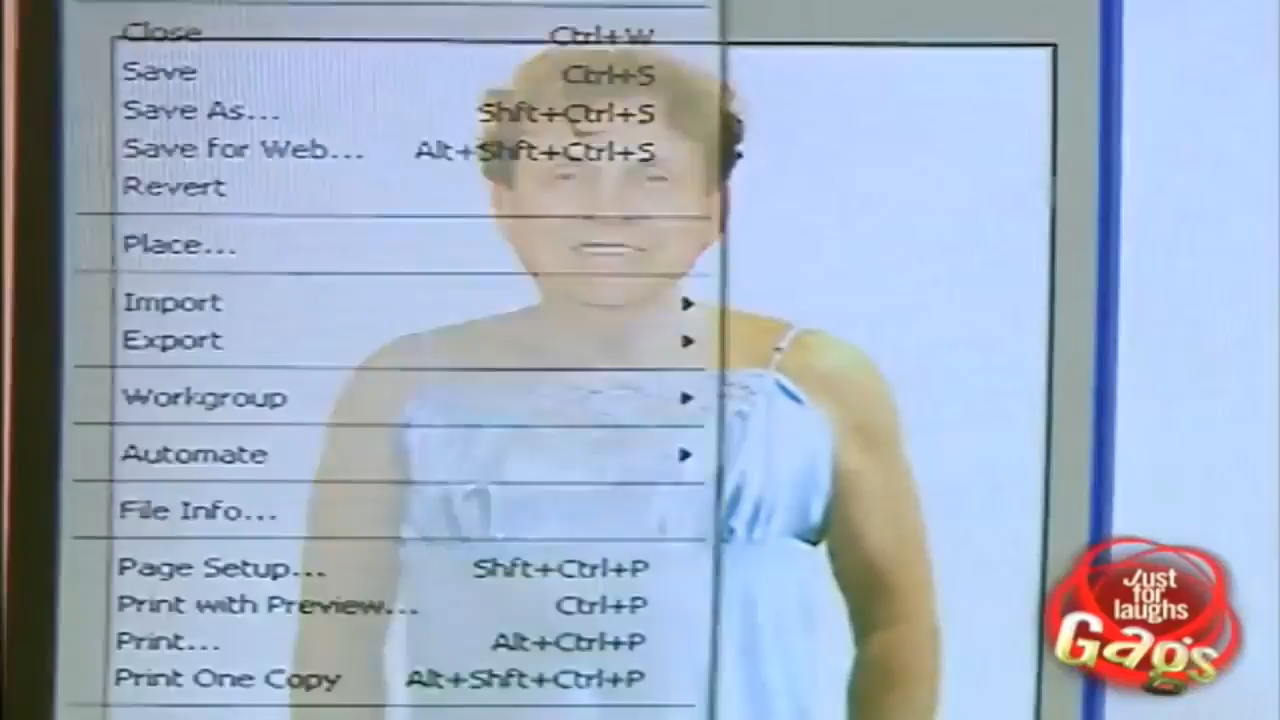 Close Ctrl+W
Save Ctrl+S
Save As... Shft+Ctrl+S
Save for Web... Alt+Shft+Ctrl+S
Revert
Place...
Import
Export
Workgroup
Automate
File Info...
Page Setup... Shft+Ctrl+P
Print with Preview... Ctrl+P
Print... Alt+Ctrl+P
Print One Copy Alt+Shft+Ctrl+P
Just
for
laughs
Gags